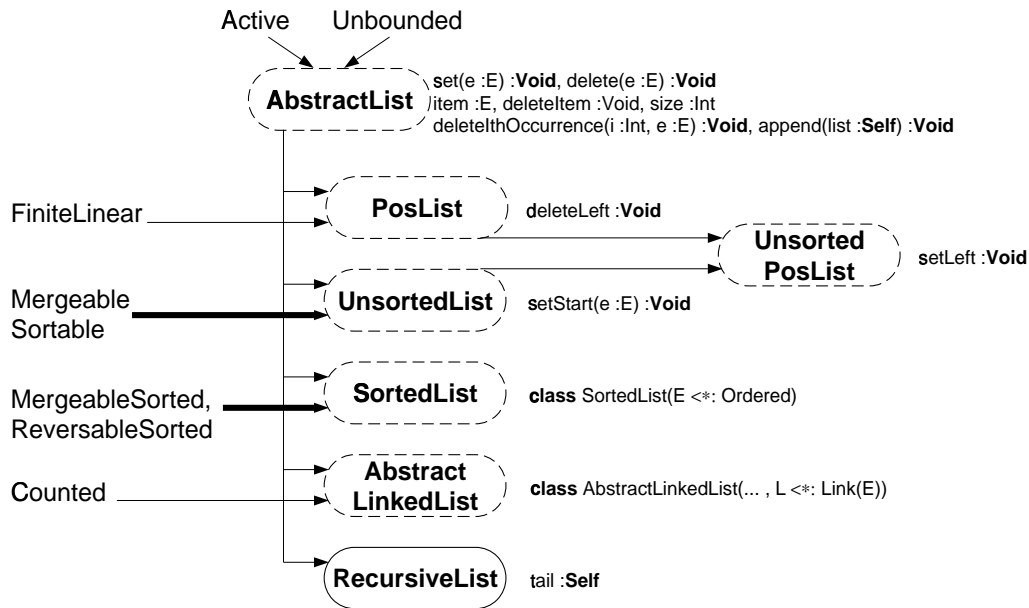 Active Unbounded
AbstractList
set(e :E) :Void, delete(e :E) :Void
item :E, deleteItem :Void, size :Int
deleteIthOccurrence(i :Int, e :E) :Void, append(list :Self) :Void
FiniteLinear
PosList
deleteLeft :Void
Unsorted
PosList
setLeft :Void
Mergeable
Sortable
UnsortedList
setStart(e :E) :Void
MergeableSorted,
ReversableSorted
SortedList
class SortedList(E <*: Ordered)
Counted
Abstract
LinkedList
class AbstractLinkedList(... , L <*: Link(E))
RecursiveList
tail :Self